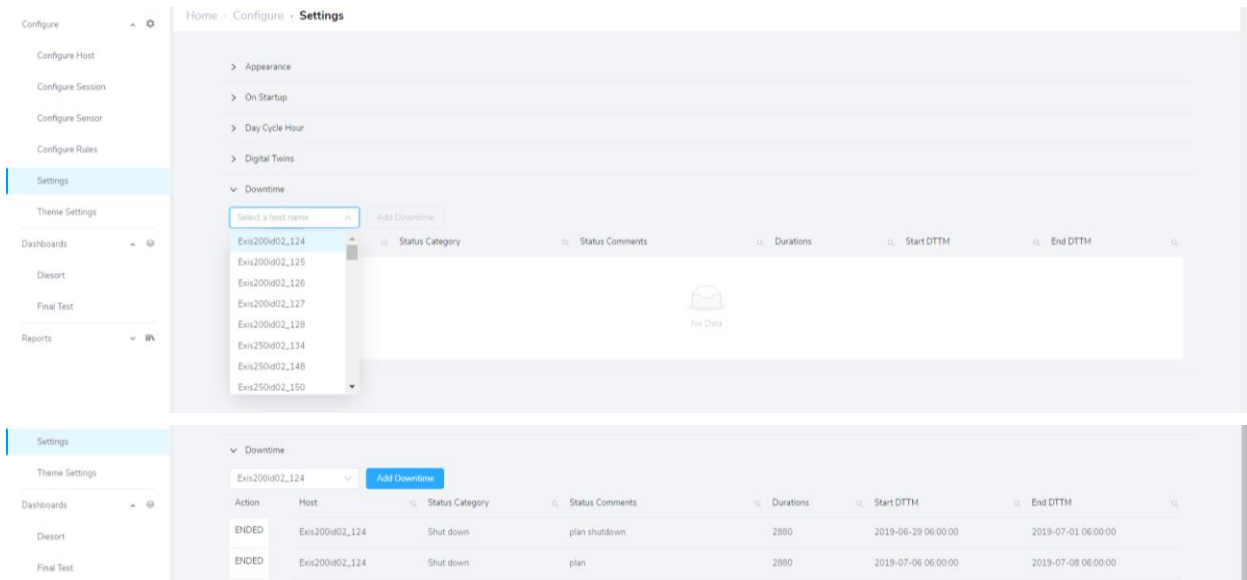 Home · Configure · Settings
Configure
Configure Host
Configure Session
Configure Sensor
Configure Rules
Settings
Theme Settings
Dashboards
Diesort
Final Test
Reports
Appearance
On Startup
Day Cycle Hour
Digital Twins
Downtime
Select a host name Add Downtime
Status Category Status Comments Durations Start DTTM End DTTM
Exis200id02_124
Exis200id02_125
Exis200id02_126
Exis200id02_127
Exis200id02_128
Exis250id02_134
Exis250id02_148
Exis250id02_150
No Data
Settings
Theme Settings
Dashboards
Diesort
Final Test
Downtime
Exis200id02_124 Add Downtime
Action Host Status Category Status Comments Durations Start DTTM End DTTM
ENDED Exis200id02_124 Shut down plan shutdown 2880 2019-06-29 06:00:00 2019-07-01 06:00:00
ENDED Exis200id02_124 Shut down plan 2880 2019-07-06 06:00:00 2019-07-08 06:00:00